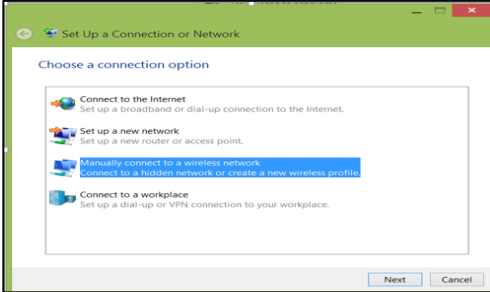 Set Up a Connection or Network
Choose a connection option
Connect to the Internet
Set up a broadband or dial-up connection to the Internet.
Set up a new network
Set up a new router or access point.
Manually connect to a wireless network
Connect to a hidden network or create a new wireless profile.
Connect to a workplace
Set up a dial-up or VPN connection to your workplace.
Next
Cancel